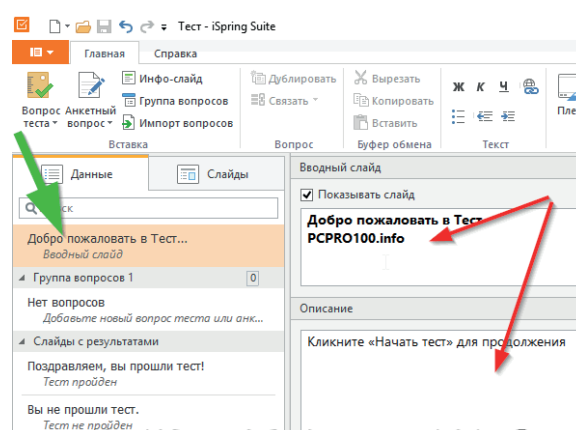 Тест - iSpring Suite
Главная Справка
Вопрос теста
Анкетный вопрос
Инфо-слайд
Группа вопросов
Импорт вопросов
Вставка
Дублировать
Связать
Вопрос
Вырезать
Копировать
Вставить
Буфер обмена
Ж К Ч
Текст
Пле
Данные Слайды
Добро пожаловать в Тест...
Вводный слайд
Группа вопросов 1 0
Нет вопросов
Добавьте новый вопрос теста или анк...
Слайды с результатами
Поздравляем, вы прошли тест!
Тест пройден
Вы не прошли тест.
Тест не пройден
Вводный слайд
Показывать слайд
Добро пожаловать в Тест
PCPRO100.info
Описание
Кликните «Начать тест» для продолжения